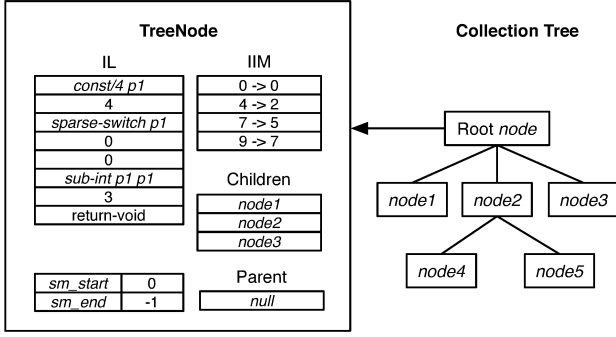 TreeNode
IL
const/4 p1
4
sparse-switch p1
0
0
sub-int p1 p1
3
return-void
IIM
0 -> 0
4 -> 2
7 -> 5
9 -> 7
Children
node1
node2
node3
sm_start 0
sm_end -1
Parent
null
Collection Tree
Root node
node1 node2 node3
node4 node5